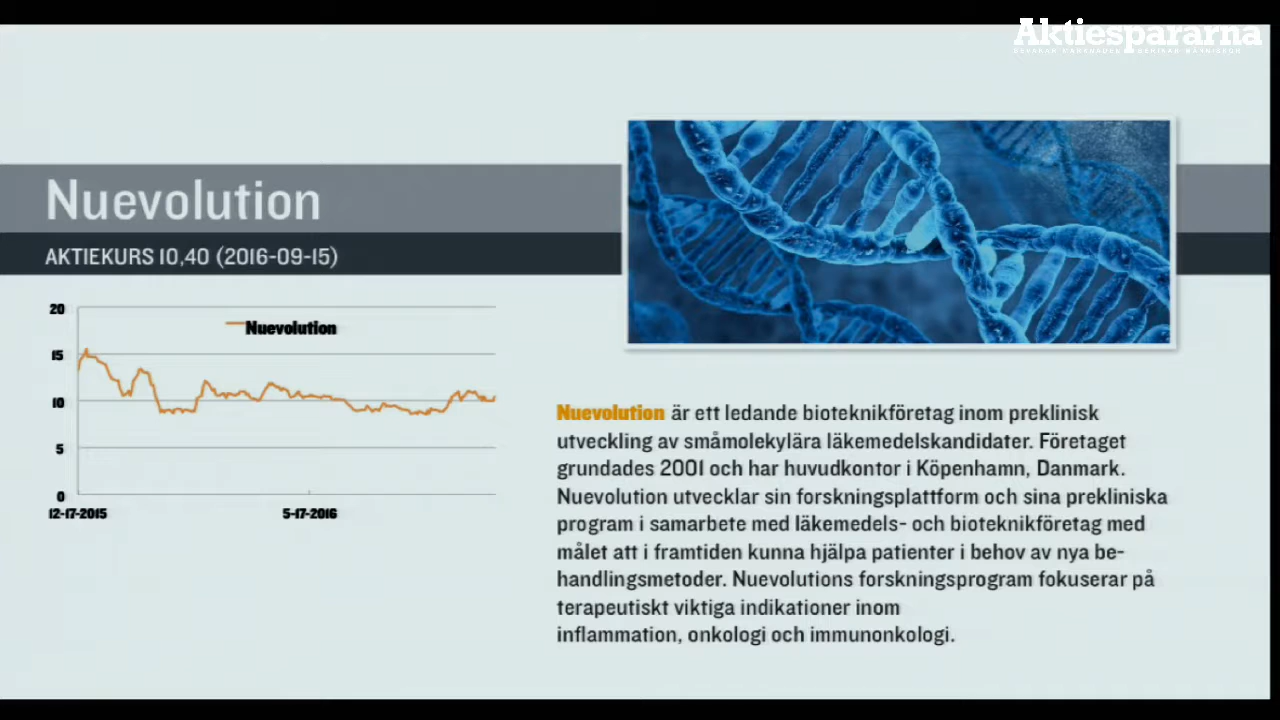 Aktiespararna
Nuevolution
AKTIEKURS 10,40 (2016-09-15)
20
Nuevolution
15
10
5
0
12-17-2015
5-17-2016
Nuevolution är ett ledande bioteknikföretag inom preklinisk
utveckling av småmolekylära läkemedelskandidater. Företaget
grundades 2001 och har huvudkontor i Köpenhamn, Danmark.
Nuevolution utvecklar sin forskningsplattform och sina prekliniska
program i samarbete med läkemedels- och bioteknikföretag med
målet att i framtiden kunna hjälpa patienter i behov av nya be-
handlingsmetoder. Nuevolutions forskningsprogram fokuserar på
terapeutiskt viktiga indikationer inom
inflammation, onkologi och immunonkologi.